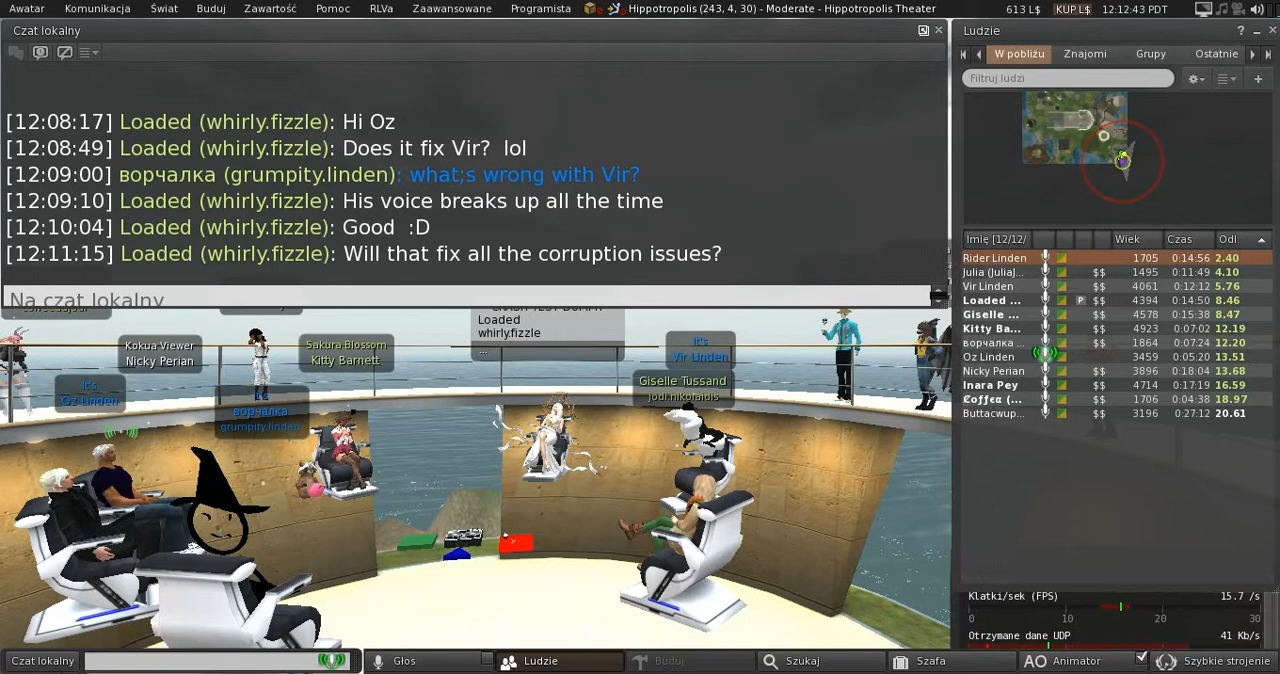 Awatar Komunikacja Świat Buduj Zawartość Pomoc RLVa Zaawansowane Programista Hippotropolis (243, 4, 30) - Moderate - Hippotropolis Theater 613 L$ KUP L$ 12:12:43 PDT
Czat lokalny
[12:08:17] Loaded (whirly.fizzle): Hi Oz
[12:08:49] Loaded (whirly.fizzle): Does it fix Vir? lol
[12:09:00] ворчалка (grumpity.linden): what;s wrong with Vir?
[12:09:10] Loaded (whirly.fizzle): His voice breaks up all the time
[12:10:04] Loaded (whirly.fizzle): Good :D
[12:11:15] Loaded (whirly.fizzle): Will that fix all the corruption issues?
Na czat lokalny
Loaded
whirly.fizzle
...
Kokua Viewer
Nicky Perian
Sakura Blossom
Kitty Barnett
It's
Vir Linden
Giselle Tussand
jodi.nikolaidis
It's
Oz Linden
ворчалка
grumpity.linden
Ludzie
? _ ×
W pobliżu Znajomi Grupy Ostatnie
Filtruj ludzi
Imię [12/12/ Wiek Czas Odl.
Rider Linden 1705 0:14:56 2.40
Julia (JuliaJ... $$ 1495 0:11:49 4.10
Vir Linden $$ 4061 0:12:12 5.76
Loaded ... P $$ 4394 0:14:50 8.46
Giselle ... $$ 4578 0:15:38 8.47
Kitty Ba... $$ 4923 0:07:02 12.19
ворчалка ... $$ 1864 0:07:24 12.20
Oz Linden 3459 0:05:20 13.51
Nicky Perian $$ 3896 0:18:04 13.68
Inara Pey $$ 4714 0:17:19 16.59
$$ 1706 0:04:38 18.97
Buttacwup... $$ 3196 0:27:12 20.61
Klatki/sek (FPS) 15.7 /s
0 10 20 30
Otrzymane dane UDP 41 Kb/s
Czat lokalny Głos Ludzie Buduj Szukaj Szafa AO Animator Szybkie strojenie